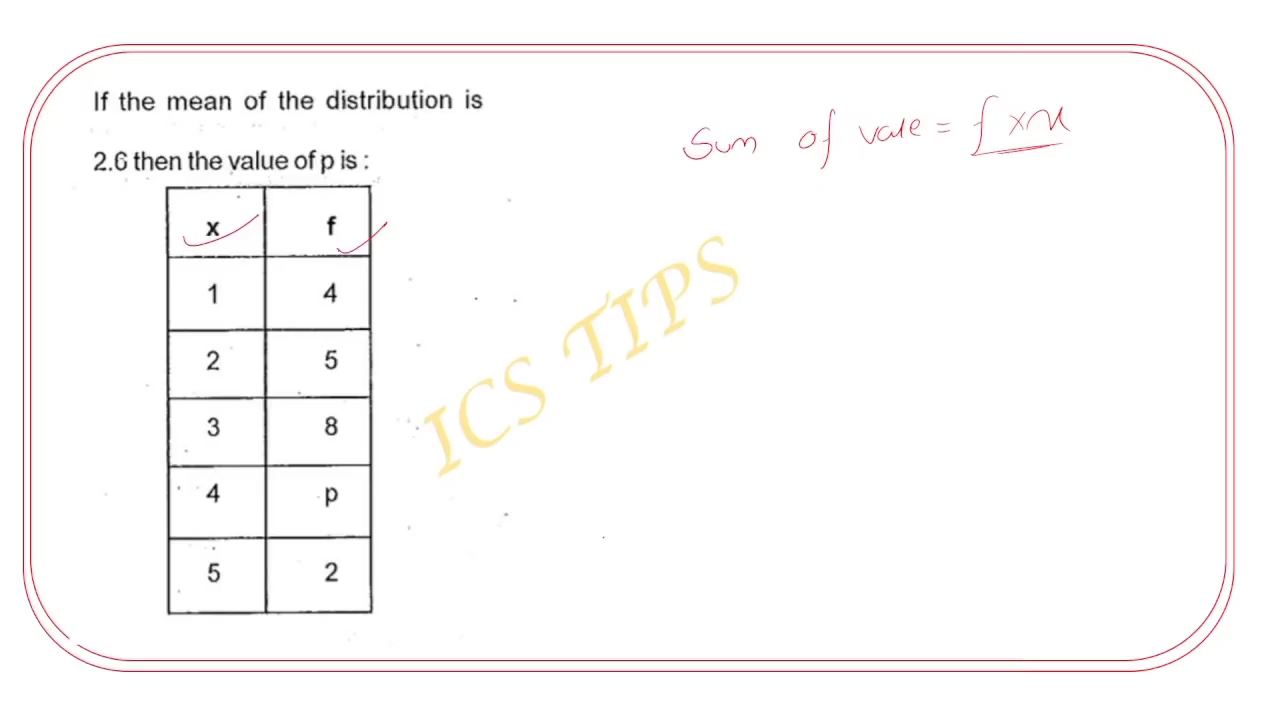 If the mean of the distribution is
2.6 then the value of p is :
Sum of vale = f x x
x f
1 4
2 5
3 8
4 p
5 2
ICS TIPS